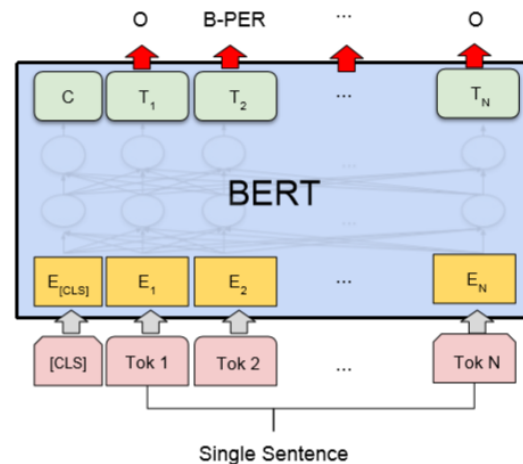 O B-PER ... O
C T1 T2 ... TN
...
BERT
...
E[CLS] E1 E2 ... EN
[CLS] Tok 1 Tok 2 ... Tok N
Single Sentence